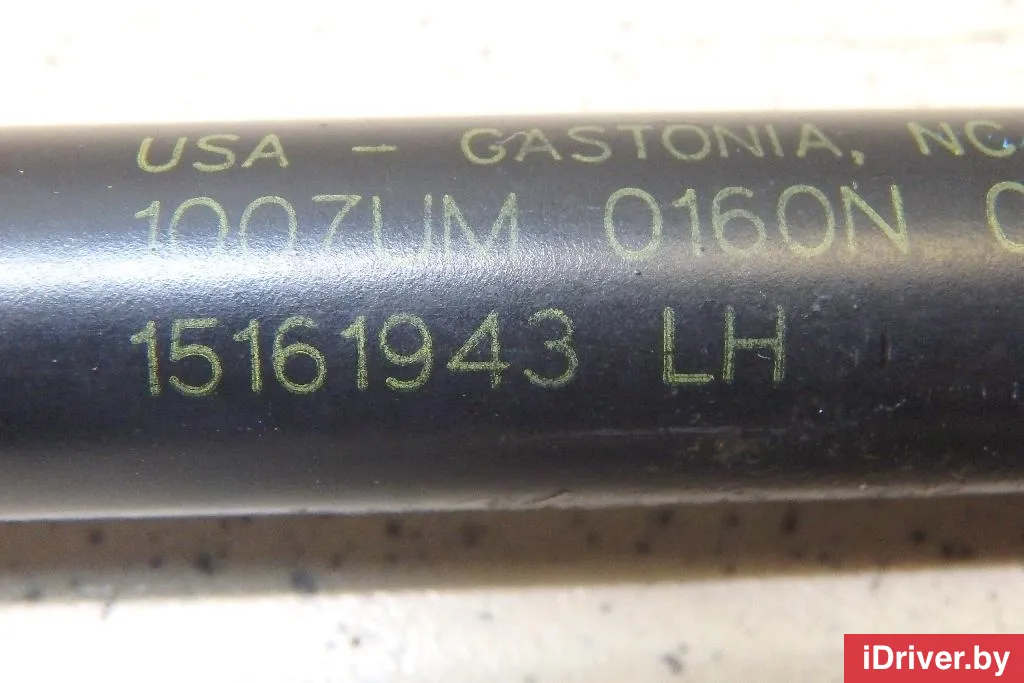 USA - GASTONIA, NC
1007UM 0160N
15161943 LH
iDriver.by